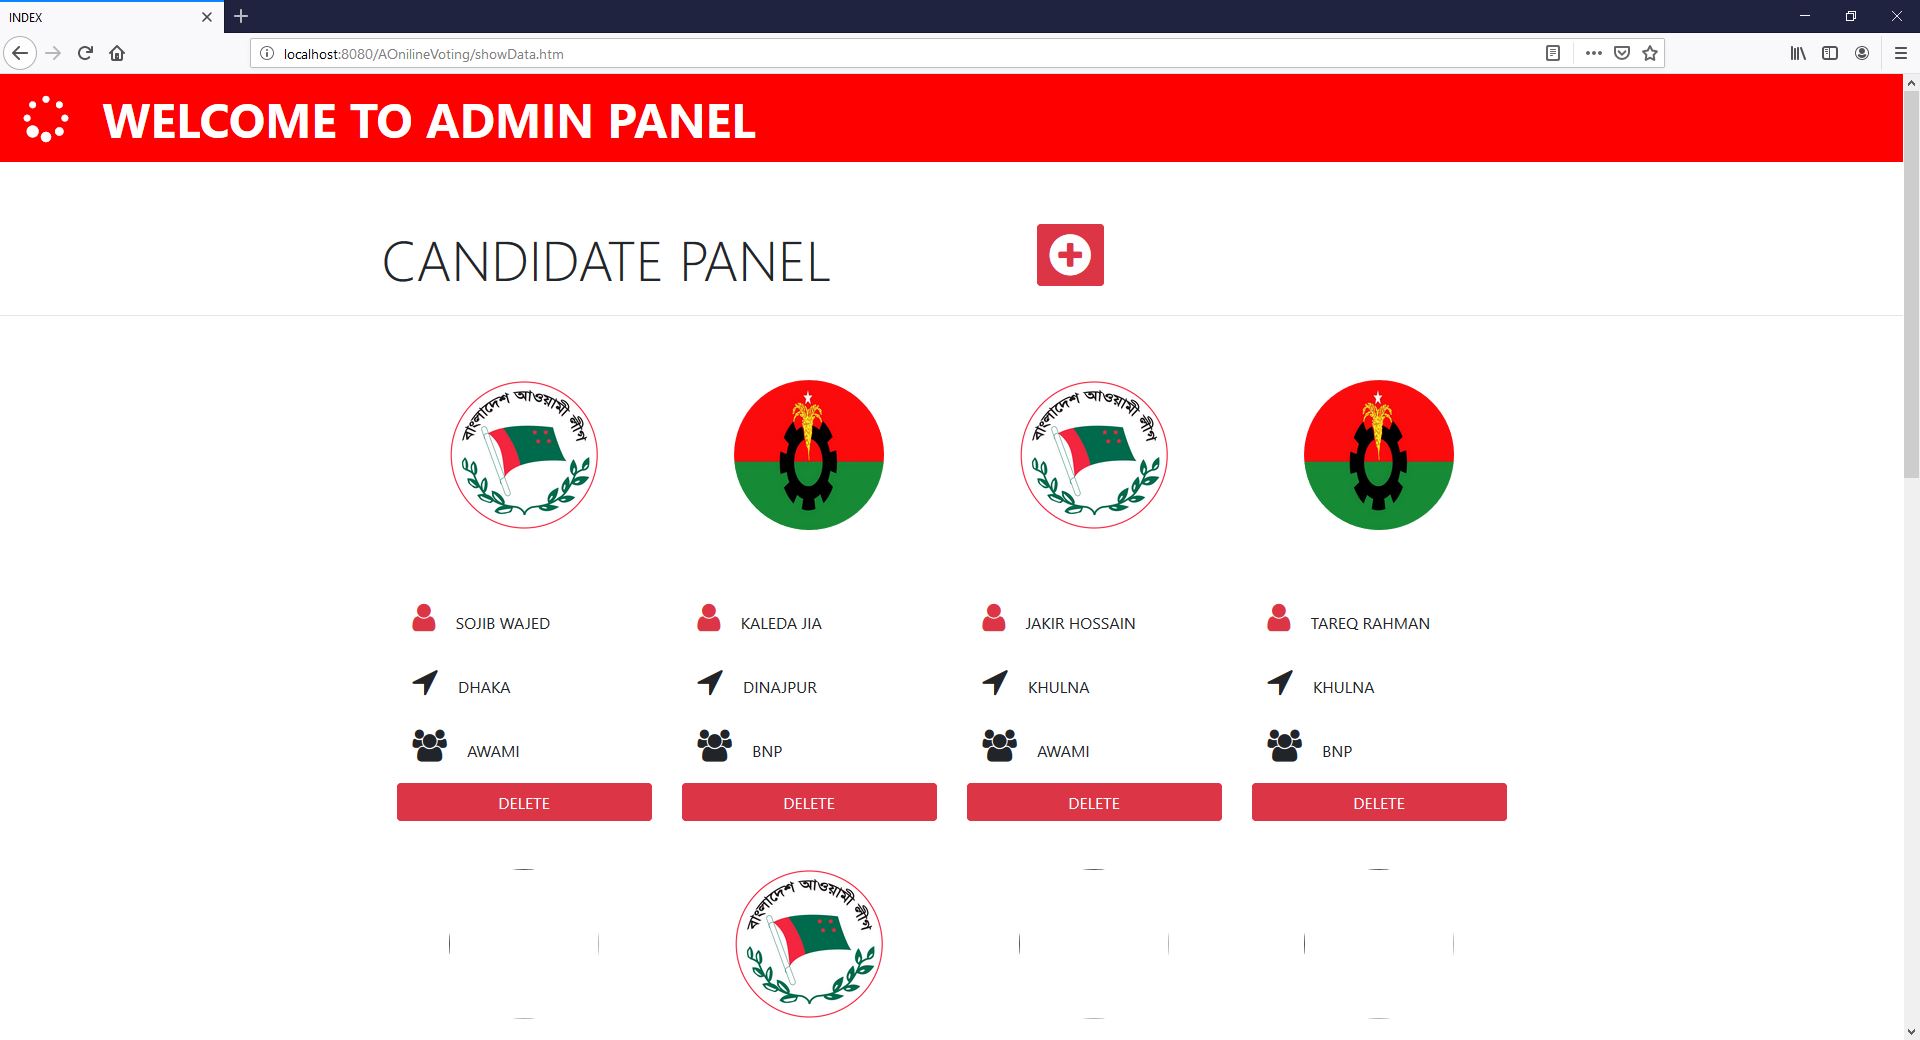 INDEX
localhost:8080/AOnilineVoting/showData.htm
WELCOME TO ADMIN PANEL
CANDIDATE PANEL
বাংলাদেশ আওয়ামী লীগ
বাংলাদেশ আওয়ামী লীগ
SOJIB WAJED
KALEDA JIA
JAKIR HOSSAIN
TAREQ RAHMAN
DHAKA
DINAJPUR
KHULNA
KHULNA
AWAMI
BNP
AWAMI
BNP
DELETE
DELETE
DELETE
DELETE
বাংলাদেশ আওয়ামী লীগ